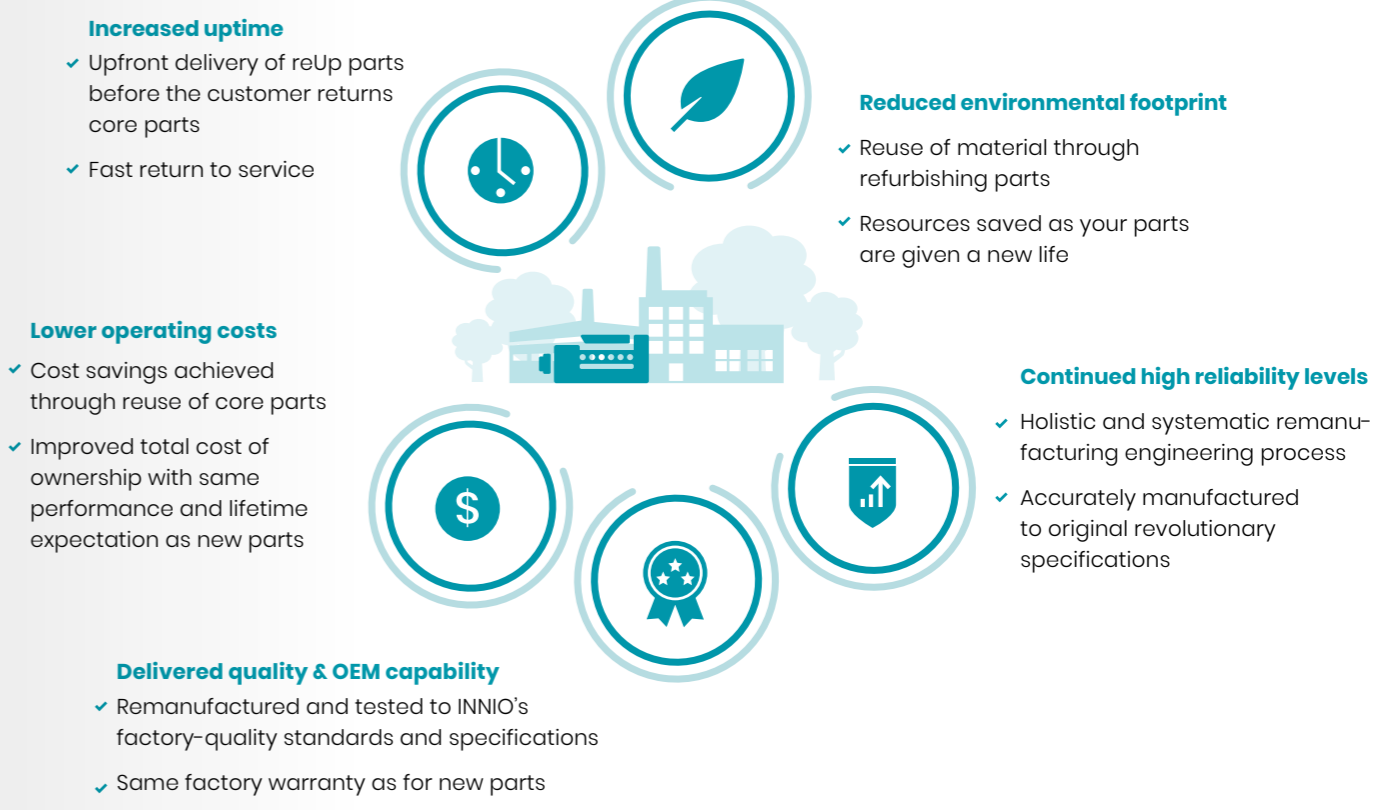 Increased uptime
Upfront delivery of reUp parts
before the customer returns
core parts
Fast return to service
Reduced environmental footprint
Reuse of material through
refurbishing parts
Resources saved as your parts
are given a new life
Lower operating costs
Cost savings achieved
through reuse of core parts
Improved total cost of
ownership with same
performance and lifetime
expectation as new parts
Continued high reliability levels
Holistic and systematic remanu-
facturing engineering process
Accurately manufactured
to original revolutionary
specifications
$
Delivered quality & OEM capability
Remanufactured and tested to INNIO’s
factory-quality standards and specifications
Same factory warranty as for new parts